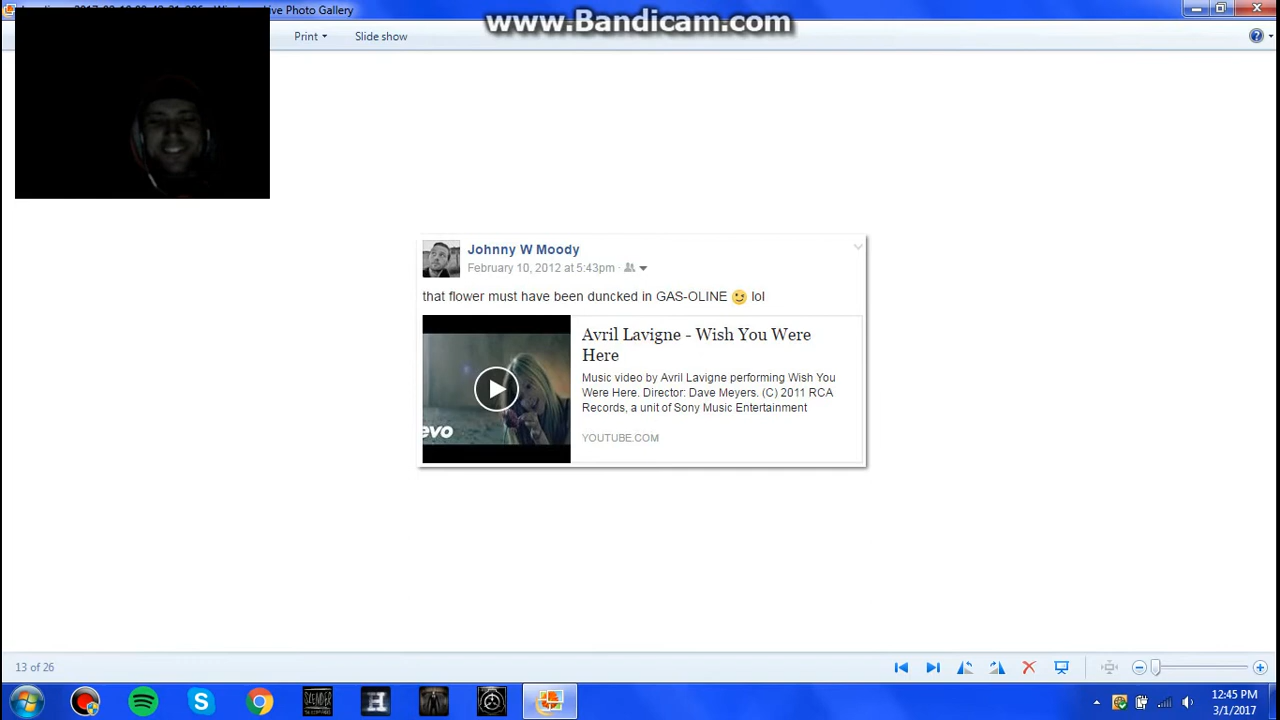 www.Bandicam.com
Live Photo Gallery
Print
Slide show
Johnny W Moody
February 10, 2012 at 5:43pm ·
that flower must have been duncked in GAS-OLINE 😉 lol
Avril Lavigne - Wish You Were
Here
Music video by Avril Lavigne performing Wish You
Were Here. Director: Dave Meyers. (C) 2011 RCA
Records, a unit of Sony Music Entertainment
evo
YOUTUBE.COM
13 of 26
SLENDER
H
12:45 PM
3/1/2017